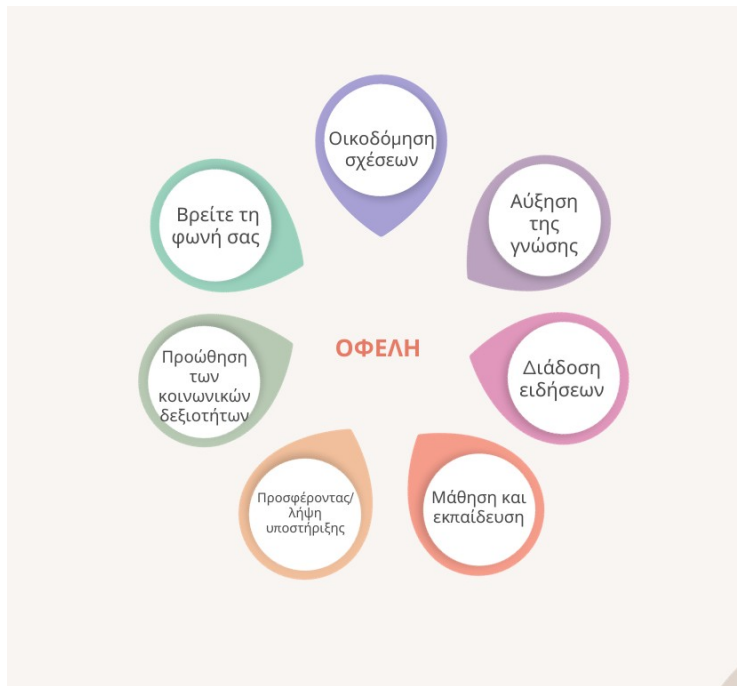 Οικοδόμηση
σχέσεων
Αύξηση
της
γνώσης
Διάδοση
ειδήσεων
Μάθηση και
εκπαίδευση
Προσφέροντας/
λήψη
υποστήριξης
Προώθηση
των
κοινωνικών
δεξιοτήτων
Βρείτε τη
φωνή σας
ΟΦΕΛΗ